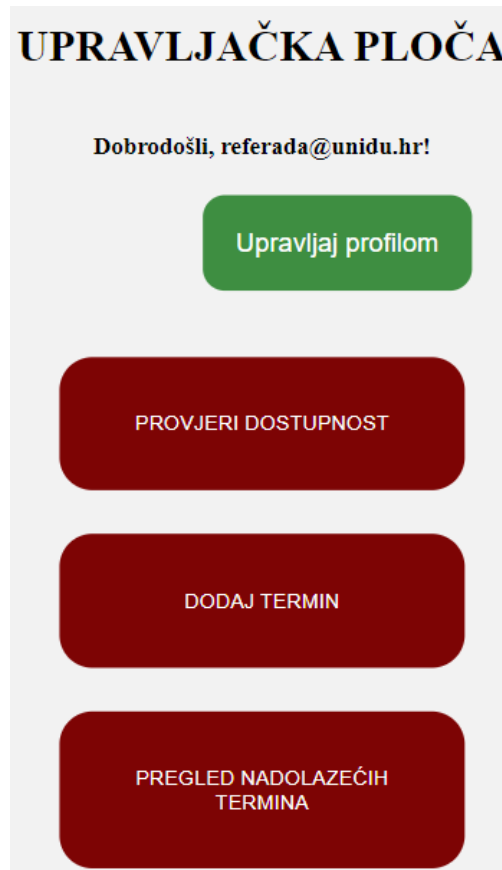 UPRAVLJAČKA PLOČA
Dobrodošli, referada@unidu.hr!
Upravljaj profilom
PROVJERI DOSTUPNOST
DODAJ TERMIN
PREGLED NADOLAZEĆIH
TERMINA